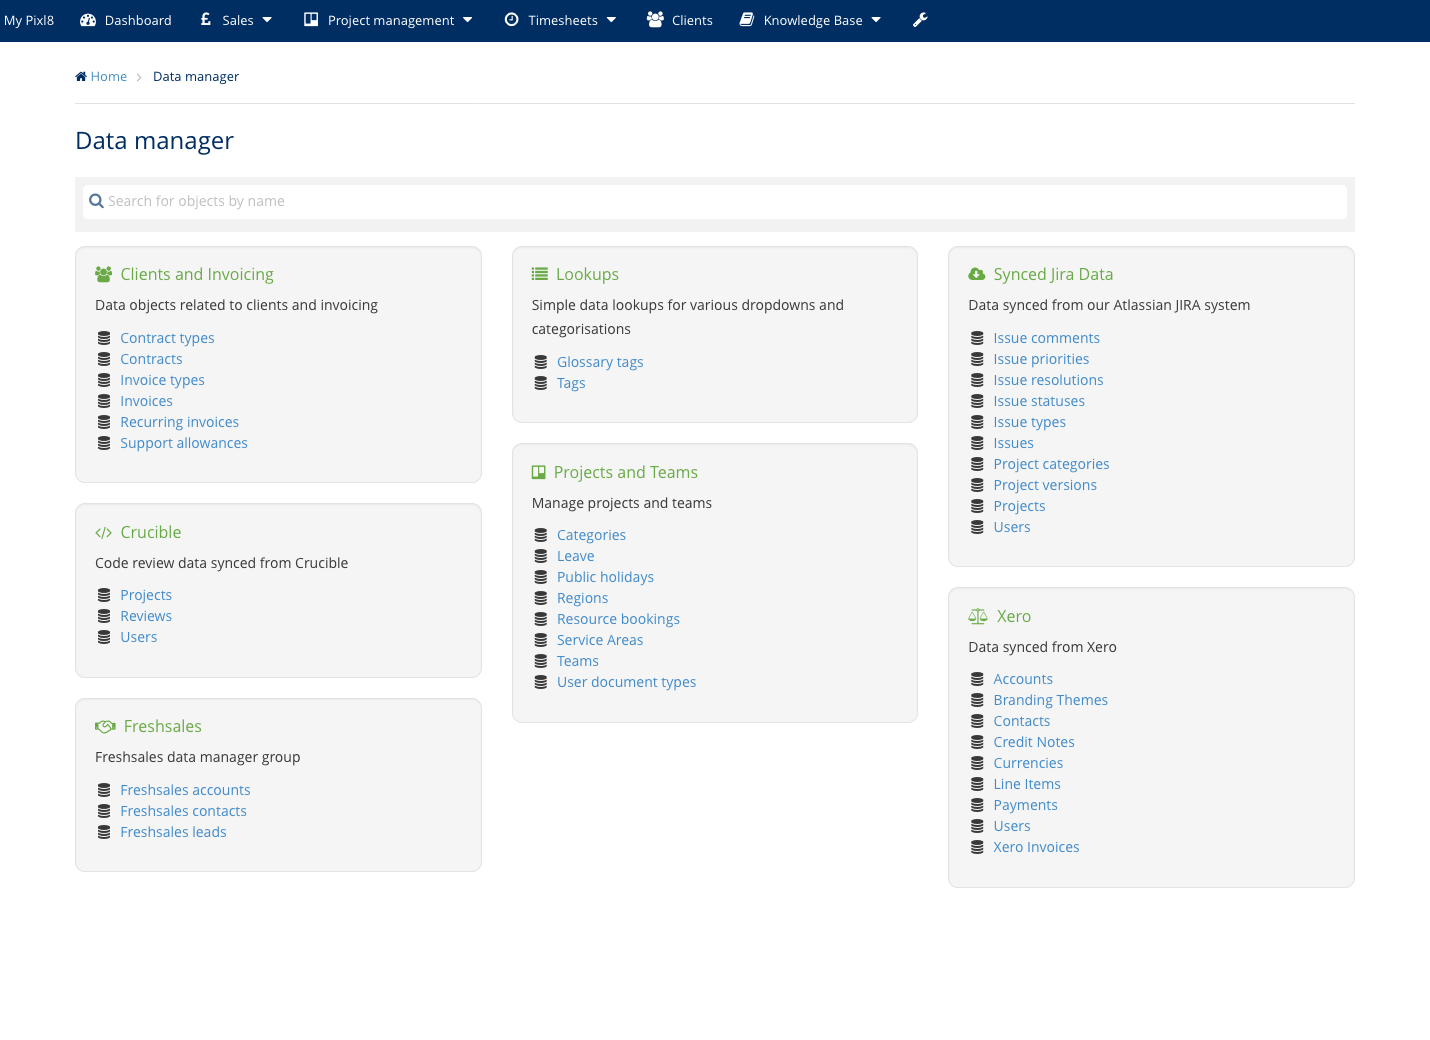 My Pixl8 Dashboard £ Sales Project management Timesheets Clients Knowledge Base
Home Data manager
Data manager
Search for objects by name
Clients and Invoicing
Data objects related to clients and invoicing
Contract types
Contracts
Invoice types
Invoices
Recurring invoices
Support allowances
Crucible
Code review data synced from Crucible
Projects
Reviews
Users
Freshsales
Freshsales data manager group
Freshsales accounts
Freshsales contacts
Freshsales leads
Lookups
Simple data lookups for various dropdowns and
categorisations
Glossary tags
Tags
Projects and Teams
Manage projects and teams
Categories
Leave
Public holidays
Regions
Resource bookings
Service Areas
Teams
User document types
Synced Jira Data
Data synced from our Atlassian JIRA system
Issue comments
Issue priorities
Issue resolutions
Issue statuses
Issue types
Issues
Project categories
Project versions
Projects
Users
Xero
Data synced from Xero
Accounts
Branding Themes
Contacts
Credit Notes
Currencies
Line Items
Payments
Users
Xero Invoices